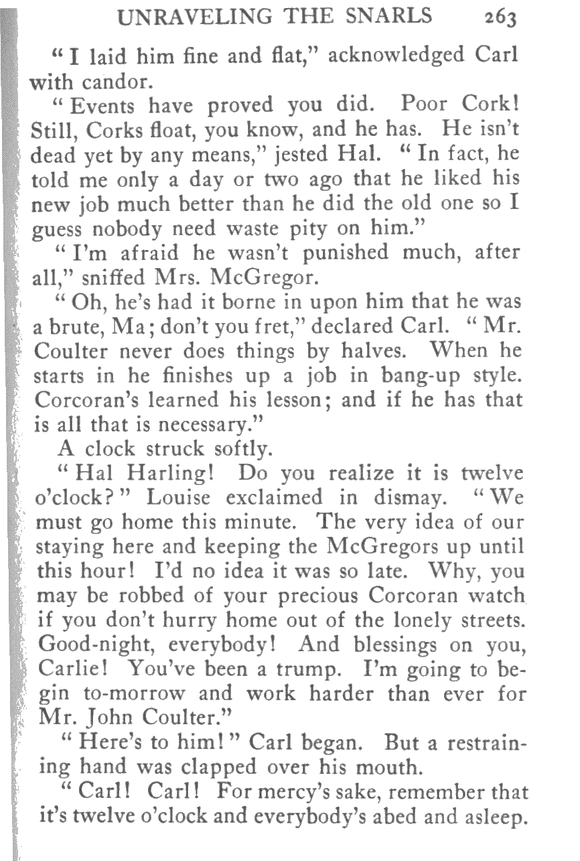 UNRAVELING THE SNARLS 263
“ I laid him fine and flat,” acknowledged Carl
with candor.
“ Events have proved you did. Poor Cork!
Still, Corks float, you know, and he has. He isn’t
dead yet by any means,” jested Hal. “ In fact, he
told me only a day or two ago that he liked his
new job much better than he did the old one so I
guess nobody need waste pity on him.”
“ I’m afraid he wasn’t punished much, after
all,” sniffed Mrs. McGregor.
“ Oh, he’s had it borne in upon him that he was
a brute, Ma; don’t you fret,” declared Carl. “ Mr.
Coulter never does things by halves. When he
starts in he finishes up a job in bang-up style.
Corcoran’s learned his lesson; and if he has that
is all that is necessary.”
A clock struck softly.
“ Hal Harling! Do you realize it is twelve
o’clock? ” Louise exclaimed in dismay. “ We
must go home this minute. The very idea of our
staying here and keeping the McGregors up until
this hour! I’d no idea it was so late. Why, you
may be robbed of your precious Corcoran watch
if you don’t hurry home out of the lonely streets.
Good-night, everybody! And blessings on you,
Carlie! You’ve been a trump. I’m going to be-
gin to-morrow and work harder than ever for
Mr. John Coulter.”
“ Here’s to him! ” Carl began. But a restrain-
ing hand was clapped over his mouth.
“ Carl! Carl! For mercy’s sake, remember that
it’s twelve o’clock and everybody’s abed and asleep.